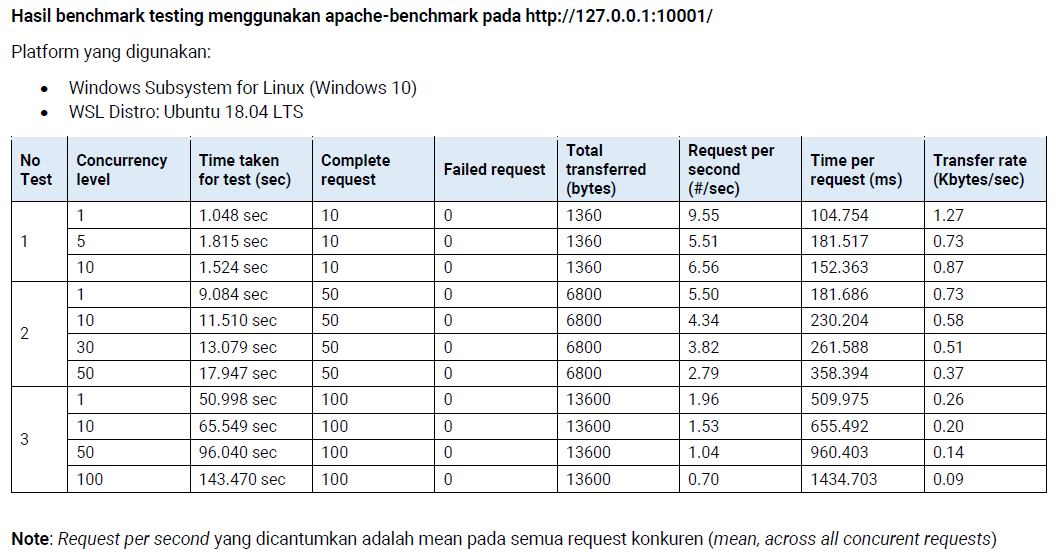 Hasil benchmark testing menggunakan apache-benchmark pada http://127.0.0.1:10001/
Platform yang digunakan:
• Windows Subsystem for Linux (Windows 10)
• WSL Distro: Ubuntu 18.04 LTS
No Test | Concurrency level | Time taken for test (sec) | Complete request | Failed request | Total transferred (bytes) | Request per second (#/sec) | Time per request (ms) | Transfer rate (Kbytes/sec)
1 | 1 | 1.048 sec | 10 | 0 | 1360 | 9.55 | 104.754 | 1.27
5 | 1.815 sec | 10 | 0 | 1360 | 5.51 | 181.517 | 0.73
10 | 1.524 sec | 10 | 0 | 1360 | 6.56 | 152.363 | 0.87
2 | 1 | 9.084 sec | 50 | 0 | 6800 | 5.50 | 181.686 | 0.73
10 | 11.510 sec | 50 | 0 | 6800 | 4.34 | 230.204 | 0.58
30 | 13.079 sec | 50 | 0 | 6800 | 3.82 | 261.588 | 0.51
50 | 17.947 sec | 50 | 0 | 6800 | 2.79 | 358.394 | 0.37
3 | 1 | 50.998 sec | 100 | 0 | 13600 | 1.96 | 509.975 | 0.26
10 | 65.549 sec | 100 | 0 | 13600 | 1.53 | 655.492 | 0.20
50 | 96.040 sec | 100 | 0 | 13600 | 1.04 | 960.403 | 0.14
100 | 143.470 sec | 100 | 0 | 13600 | 0.70 | 1434.703 | 0.09
Note: Request per second yang dicantumkan adalah mean pada semua request konkuren (mean, across all concurent requests)